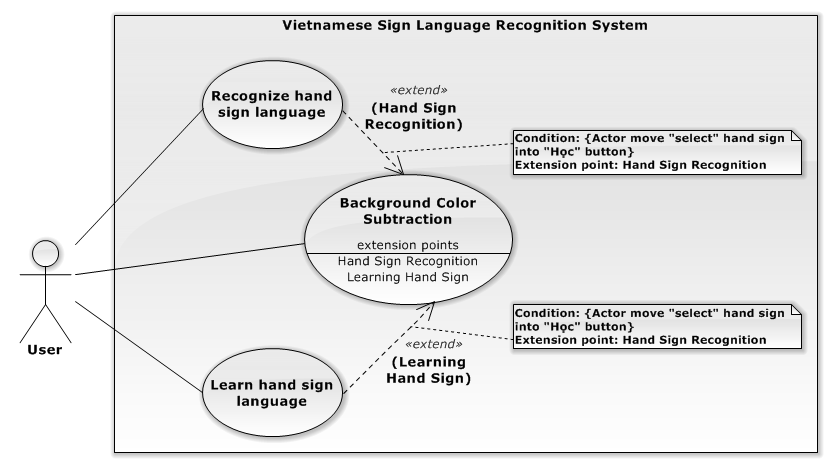 Vietnamese Sign Language Recognition System
Recognize hand
sign language
«extend»
(Hand Sign
Recognition)
Condition: {Actor move "select" hand sign
into "Học" button}
Extension point: Hand Sign Recognition
Background Color
Subtraction
extension points
Hand Sign Recognition
Learning Hand Sign
User
Condition: {Actor move "select" hand sign
into "Học" button}
Extension point: Hand Sign Recognition
«extend»
(Learning
Hand Sign)
Learn hand sign
language